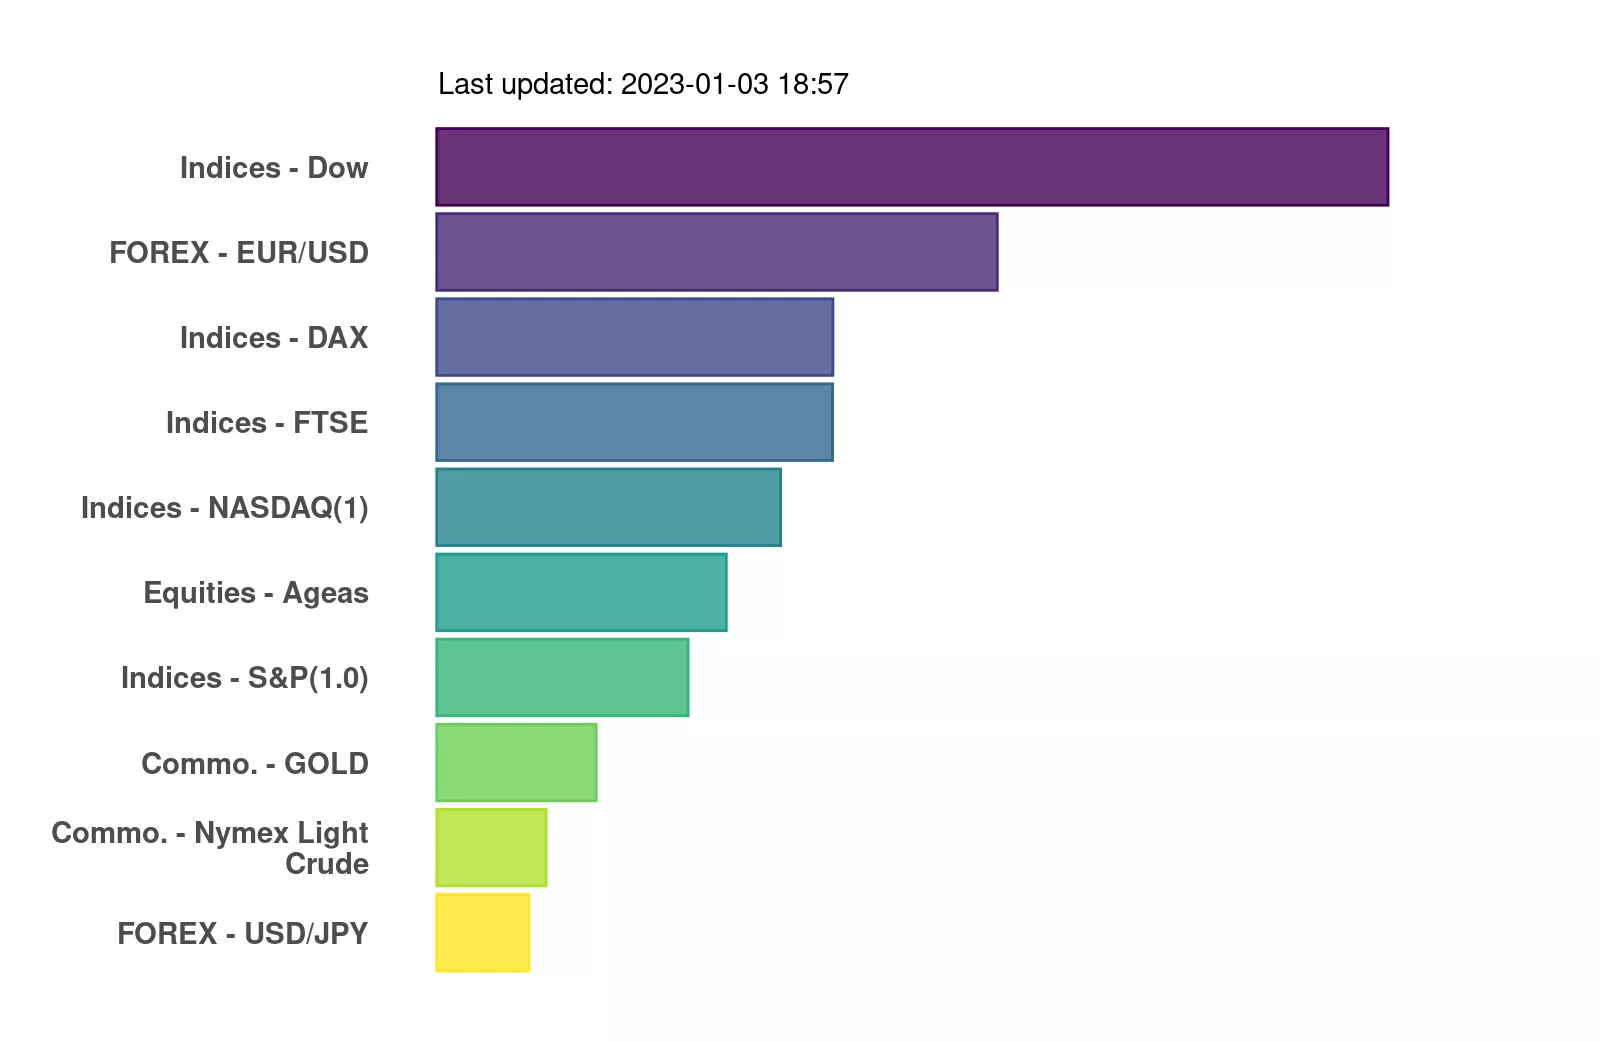 Last updated: 2023-01-03 18:57
Indices - Dow
FOREX - EUR/USD
Indices - DAX
Indices - FTSE
Indices - NASDAQ(1)
Equities - Ageas
Indices - S&P(1.0)
Commo. - GOLD
Commo. - Nymex Light
Crude
FOREX - USD/JPY